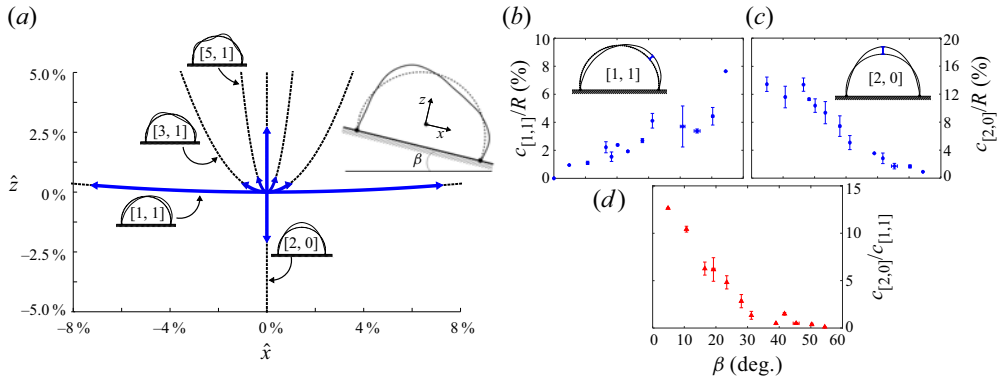 (a)
[5, 1]
5.0 %
[3, 1]
z
x
β
2.5 %
ẑ
0 %
[1, 1]
[2, 0]
–2.5 %
–5.0 %
–8 % –4 % 0 % 4 % 8 %
x̂
(b)
10
8
6
4
2
0
c[1,1]/R (%)
[1, 1]
(c)
20
16
12
8
4
0
c[2,0]/R (%)
[2, 0]
(d)
15
10
5
0
c[2,0]/c[1,1]
0 10 20 30 40 50 60
β (deg.)